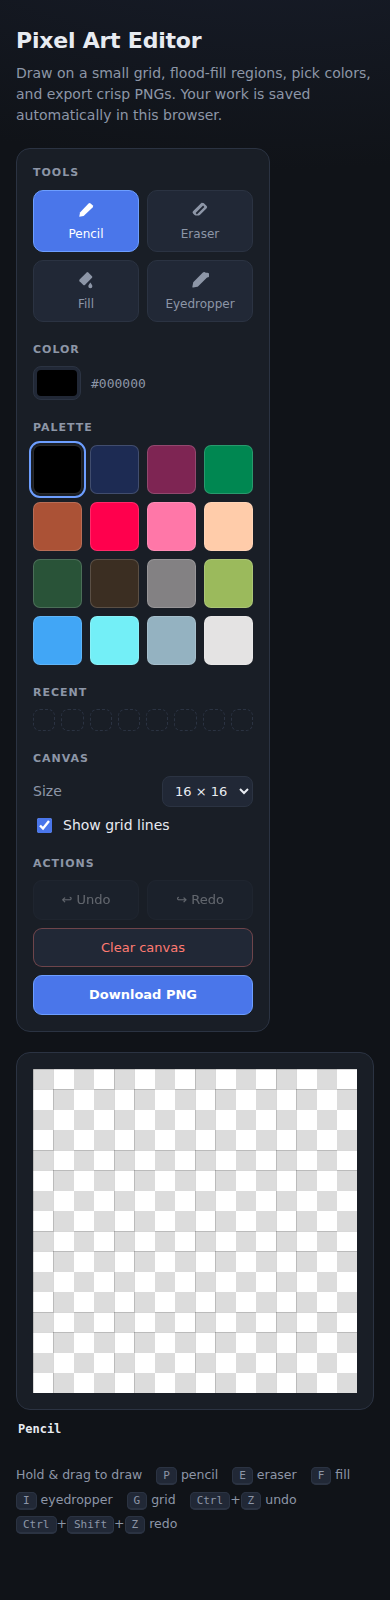 Pixel Art Editor
Draw on a small grid, flood-fill regions, pick colors,
and export crisp PNGs. Your work is saved
automatically in this browser.
TOOLS
Pencil
Eraser
Fill
Eyedropper
COLOR
#000000
PALETTE
RECENT
CANVAS
Size
16 × 16
Show grid lines
ACTIONS
↩ Undo
↪ Redo
Clear canvas
Download PNG
Pencil
Hold & drag to draw P pencil E eraser F fill
I eyedropper G grid Ctrl+Z undo
Ctrl+Shift+Z redo